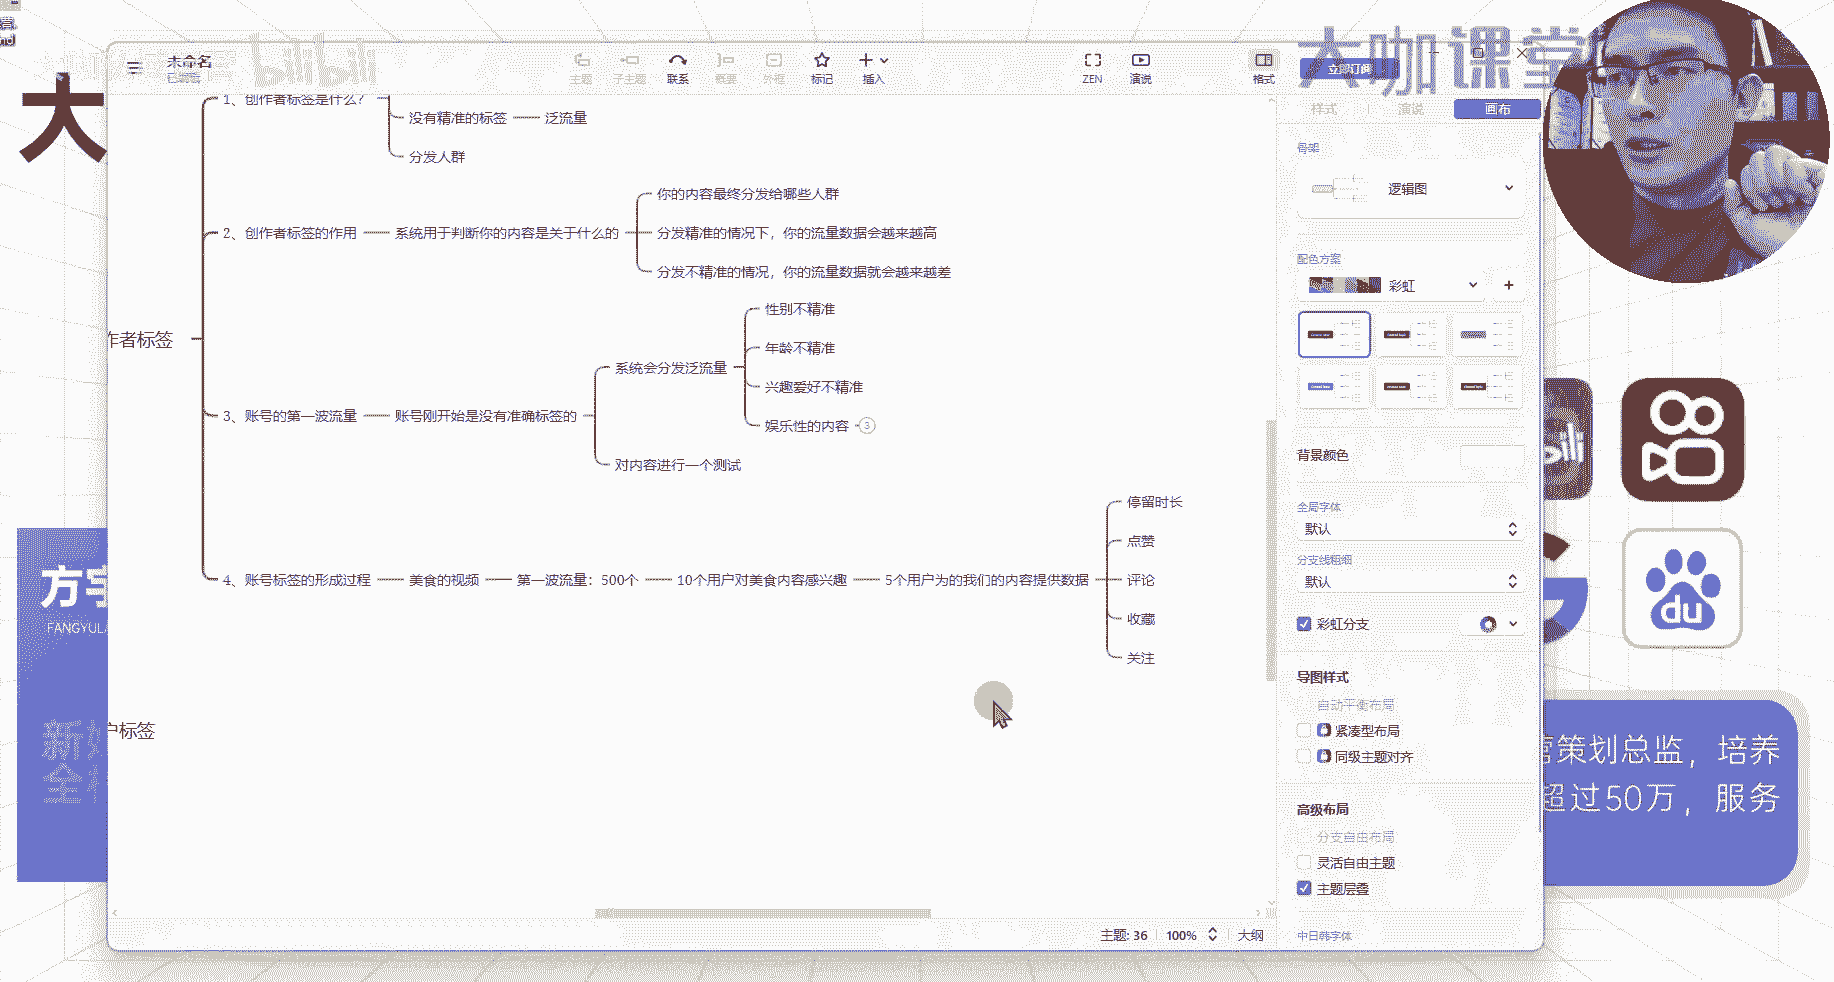 未命名
bilibili
主题
子主题
联系
概要
外框
标记
插入
ZEN
演说
格式
大咖课堂
立即订阅
样式
演说
画布
大
1、创作者标签是什么?
没有精准的标签
泛流量
分发人群
2、创作者标签的作用
系统用于判断你的内容是关于什么的
你的内容最终分发给哪些人群
分发精准的情况下，你的流量数据会越来越高
分发不精准的情况，你的流量数据就会越来越差
作者标签
3、账号的第一波流量
账号刚开始是没有准确标签的
系统会分发泛流量
性别不精准
年龄不精准
兴趣爱好不精准
娱乐性的内容
3
对内容进行一个测试
4、账号标签的形成过程
美食的视频
第一波流量：500个
10个用户对美食内容感兴趣
5个用户为的我们的内容提供数据
停留时长
点赞
评论
收藏
关注
户标签
骨架
逻辑图
配色方案
彩虹
背景颜色
全局字体
默认
分支线粗细
默认
彩虹分支
导图样式
自动平衡布局
紧凑型布局
同级主题对齐
高级布局
分支自由布局
灵活自由主题
主题层叠
中日韩字体
主题: 36
100%
大纲
方宇
FANGYULA
新
全
du
营策划总监，培养
超过50万，服务